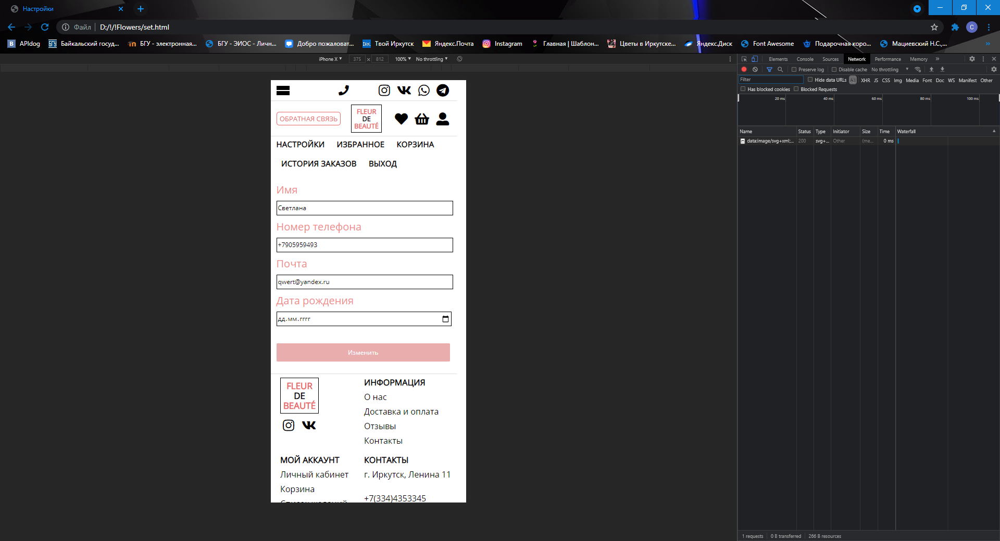 Настройки
Файл D:/!/!Flowers/set.html
APIdog Байкальский госуд... БГУ - электронная... БГУ - ЭИОС - Личн... Добро пожаловат... Твой Иркутск Яндекс.Почта Instagram Главная | Шаблон... Цветы в Иркутске... Яндекс.Диск Font Awesome Подарочная коро... Мациевский Н.С.,... »
iPhone X 375 × 812 100% No throttling
Elements Console Sources Network Performance Memory »
Preserve log Disable cache No throttling
Filter Hide data URLs All XHR JS CSS Img Media Font Doc WS Manifest Other
Has blocked cookies Blocked Requests
20 ms 40 ms 60 ms 80 ms 100 ms
Name Status Type Initiator Size Time Waterfall
data:image/svg+xml;... 200 svg+... Other (me... 0 ms
ОБРАТНАЯ СВЯЗЬ
FLEUR
DE
BEAUTÉ
НАСТРОЙКИ ИЗБРАННОЕ КОРЗИНА
ИСТОРИЯ ЗАКАЗОВ ВЫХОД
Имя
Светлана
Номер телефона
+7905959493
Почта
qwert@yandex.ru
Дата рождения
дд.мм.гггг
Изменить
FLEUR
DE
BEAUTÉ
ИНФОРМАЦИЯ
О нас
Доставка и оплата
Отзывы
Контакты
МОЙ АККАУНТ
Личный кабинет
Корзина
Список желаний
КОНТАКТЫ
г. Иркутск, Ленина 11
+7(334)4353345
1 requests 0 B transferred 266 B resources